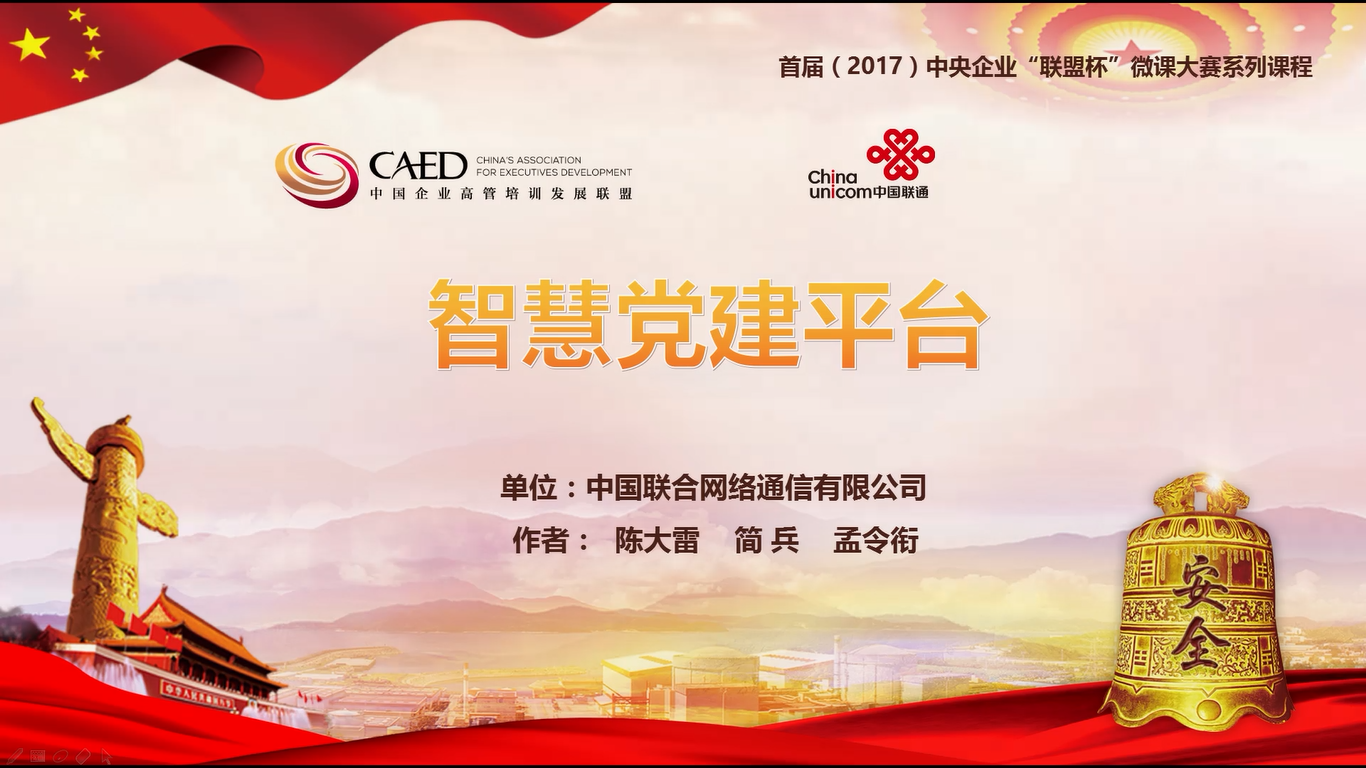 首届（2017）中央企业“联盟杯”微课大赛系列课程
CAED
CHINA'S ASSOCIATION
FOR EXECUTIVES DEVELOPMENT
中国企业高管培训发展联盟
China
unicom中国联通
智慧党建平台
单位：中国联合网络通信有限公司
作者： 陈大雷 简 兵 孟令衔
安
全